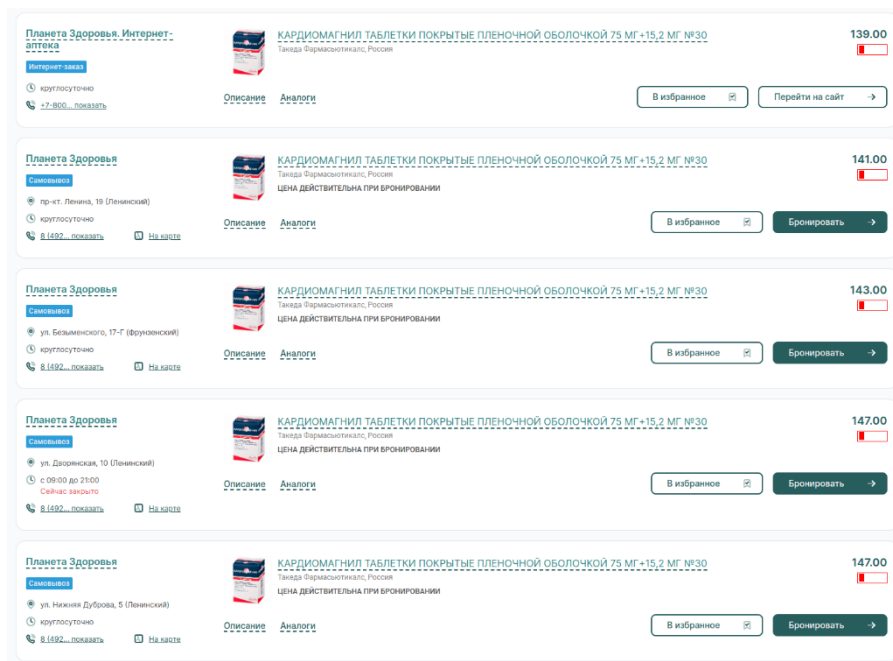 Планета Здоровья. Интернет-
аптека
Интернет-заказ
круглосуточно
+7-800... показать
КАРДИОМАГНИЛ ТАБЛЕТКИ ПОКРЫТЫЕ ПЛЕНОЧНОЙ ОБОЛОЧКОЙ 75 МГ+15,2 МГ №30
Такеда Фармасьютикалс, Россия
139.00
Описание Аналоги
В избранное
Перейти на сайт
Планета Здоровья
Самовывоз
пр-кт. Ленина, 19 (Ленинский)
круглосуточно
8 (492... показать На карте
КАРДИОМАГНИЛ ТАБЛЕТКИ ПОКРЫТЫЕ ПЛЕНОЧНОЙ ОБОЛОЧКОЙ 75 МГ+15,2 МГ №30
Такеда Фармасьютикалс, Россия
ЦЕНА ДЕЙСТВИТЕЛЬНА ПРИ БРОНИРОВАНИИ
141.00
Описание Аналоги
В избранное
Бронировать
Планета Здоровья
Самовывоз
ул. Безыменского, 17-Г (Фрунзенский)
круглосуточно
8 (492... показать На карте
КАРДИОМАГНИЛ ТАБЛЕТКИ ПОКРЫТЫЕ ПЛЕНОЧНОЙ ОБОЛОЧКОЙ 75 МГ+15,2 МГ №30
Такеда Фармасьютикалс, Россия
ЦЕНА ДЕЙСТВИТЕЛЬНА ПРИ БРОНИРОВАНИИ
143.00
Описание Аналоги
В избранное
Бронировать
Планета Здоровья
Самовывоз
ул. Дворянская, 10 (Ленинский)
с 09:00 до 21:00
Сейчас закрыто
8 (492... показать На карте
КАРДИОМАГНИЛ ТАБЛЕТКИ ПОКРЫТЫЕ ПЛЕНОЧНОЙ ОБОЛОЧКОЙ 75 МГ+15,2 МГ №30
Такеда Фармасьютикалс, Россия
ЦЕНА ДЕЙСТВИТЕЛЬНА ПРИ БРОНИРОВАНИИ
147.00
Описание Аналоги
В избранное
Бронировать
Планета Здоровья
Самовывоз
ул. Нижняя Дуброва, 5 (Ленинский)
круглосуточно
8 (492... показать На карте
КАРДИОМАГНИЛ ТАБЛЕТКИ ПОКРЫТЫЕ ПЛЕНОЧНОЙ ОБОЛОЧКОЙ 75 МГ+15,2 МГ №30
Такеда Фармасьютикалс, Россия
ЦЕНА ДЕЙСТВИТЕЛЬНА ПРИ БРОНИРОВАНИИ
147.00
Описание Аналоги
В избранное
Бронировать